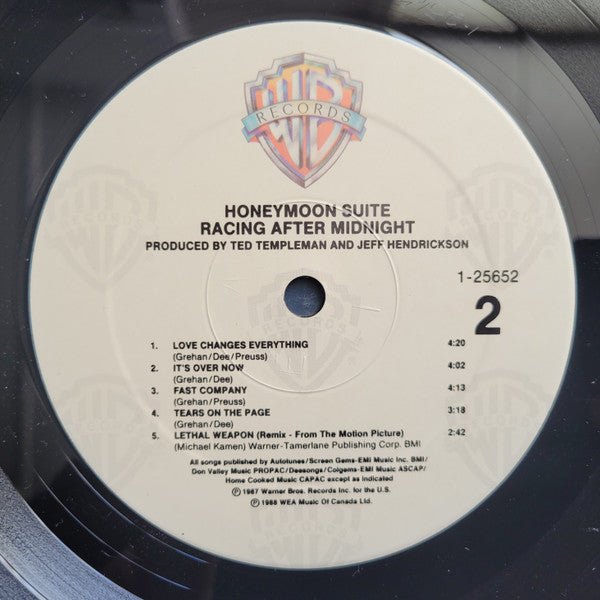 WB
RECORDS
HONEYMOON SUITE
RACING AFTER MIDNIGHT
PRODUCED BY TED TEMPLEMAN AND JEFF HENDRICKSON
1-25652
2
1. LOVE CHANGES EVERYTHING 4:20
(Grehan/Dee/Preuss)
2. IT'S OVER NOW 4:02
(Grehan/Dee)
3. FAST COMPANY 4:13
(Grehan/Preuss)
4. TEARS ON THE PAGE 3:18
(Grehan/Dee)
5. LETHAL WEAPON (Remix - From The Motion Picture) 2:42
(Michael Kamen) Warner-Tamerlane Publishing Corp. BMI
All songs published by Autotunes/Screen Gems-EMI Music Inc. BMI/
Don Valley Music PROPAC/Deesongs/Colgems-EMI Music ASCAP/
Home Cooked Music CAPAC except as indicated
Ⓟ 1987 Warner Bros. Records Inc. for the U.S.
Ⓟ 1988 WEA Music Of Canada Ltd.